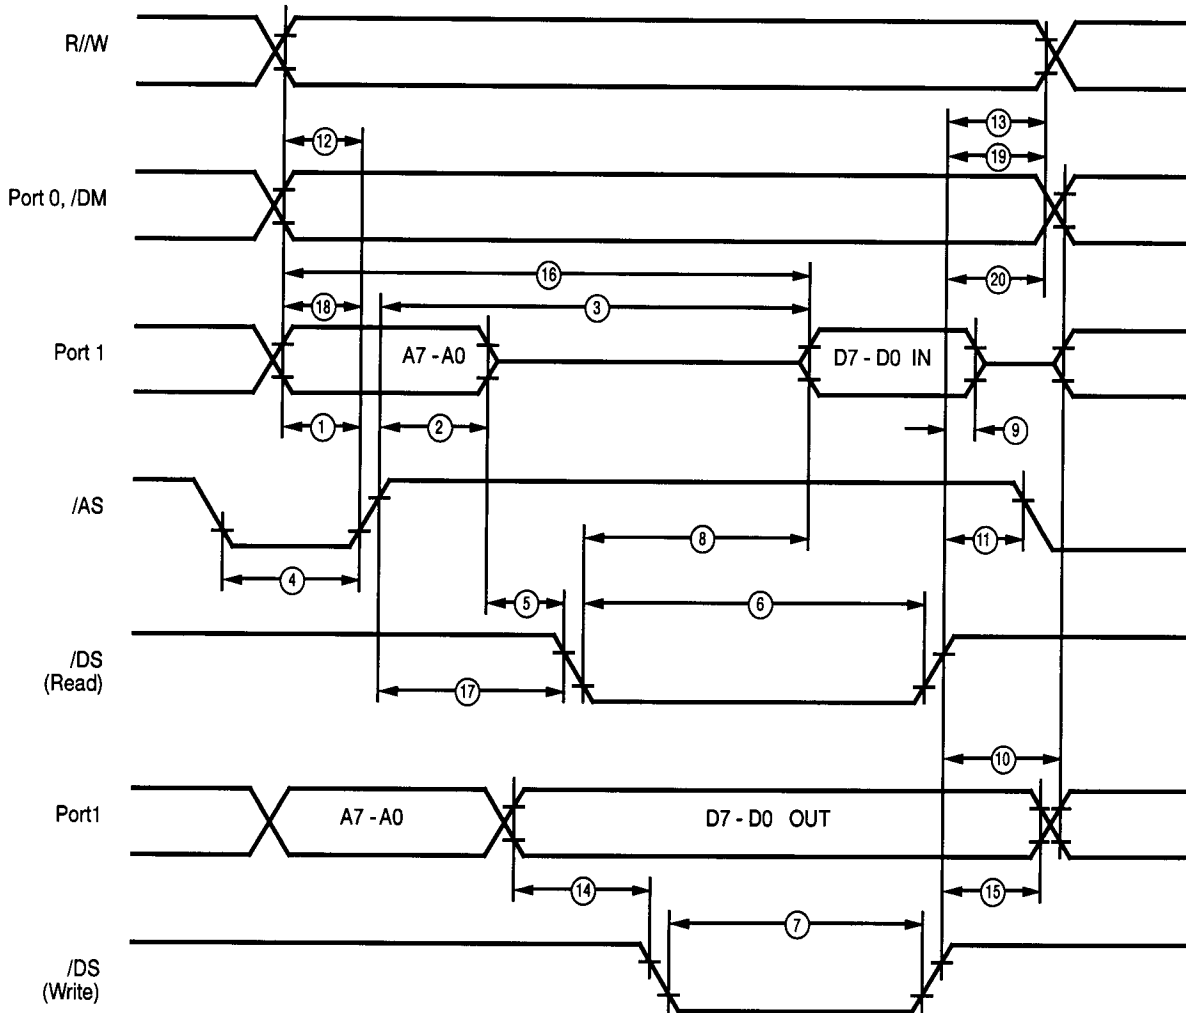 R//W
12
13
19
Port 0, /DM
16
20
18
3
Port 1
A7 - A0
D7 - D0 IN
1
2
9
/AS
8
11
4
5
6
/DS
(Read)
17
10
Port1
A7 - A0
D7 - D0 OUT
14
15
7
/DS
(Write)